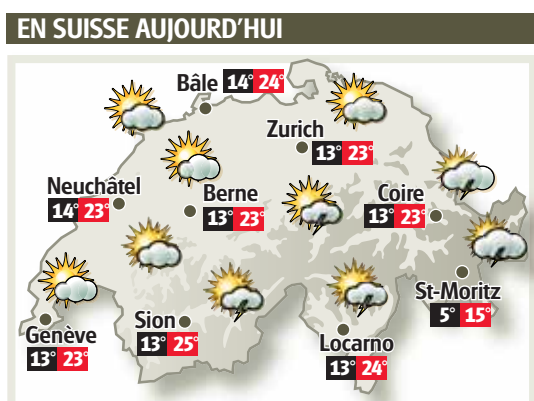 EN SUISSE AUJOURD'HUI
Bâle 14° 24°
Zurich
13° 23°
Neuchâtel
14° 23°
Berne
13° 23°
Coire
13° 23°
St-Moritz
5° 15°
Genève
13° 23°
Sion
13° 25°
Locarno
13° 24°